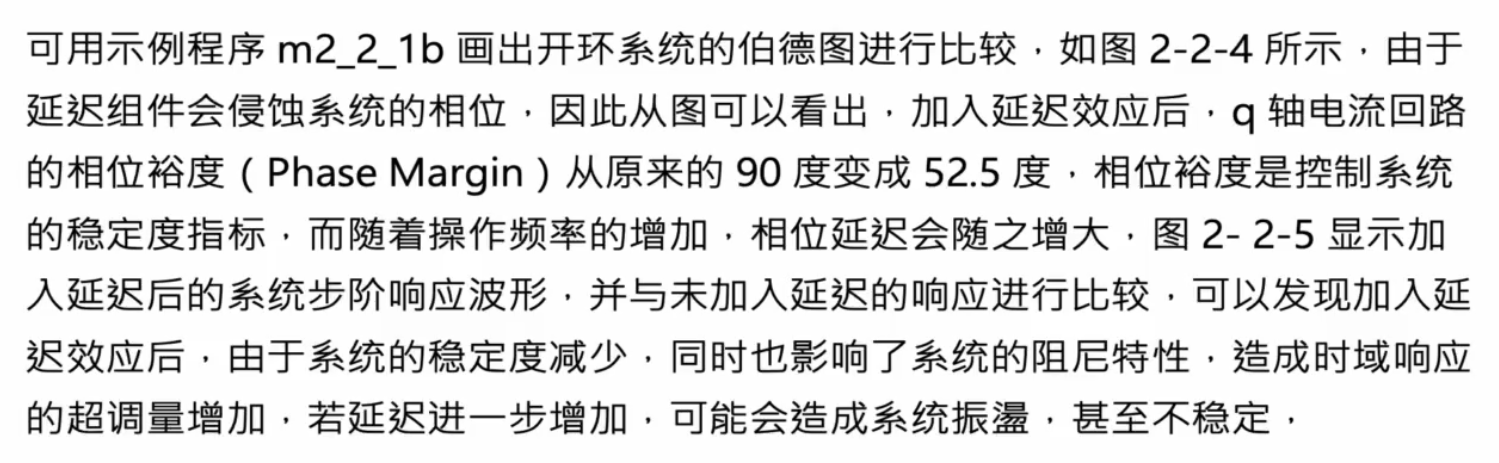 可用示例程序 m2_2_1b 画出开环系统的伯德图进行比较，如图 2-2-4 所示，由于
延迟组件会侵蚀系统的相位，因此从图可以看出，加入延迟效应后，q 轴电流回路
的相位裕度（Phase Margin）从原来的 90 度变成 52.5 度，相位裕度是控制系统
的稳定度指标，而随着操作频率的增加，相位延迟会随之增大，图 2- 2-5 显示加
入延迟后的系统步阶响应波形，并与未加入延迟的响应进行比较，可以发现加入延
迟效应后，由于系统的稳定度减少，同时也影响了系统的阻尼特性，造成时域响应
的超调量增加，若延迟进一步增加，可能会造成系统振盪，甚至不稳定，